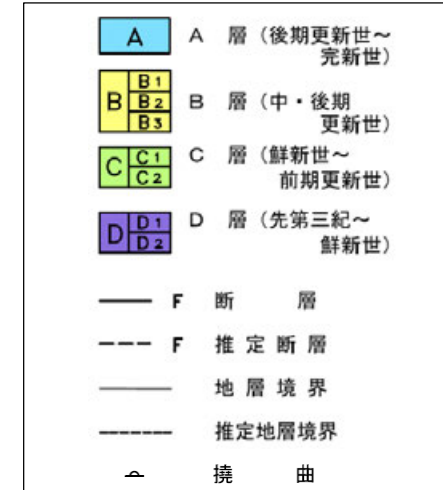 A A 層(後期更新世~
完新世)
B B1 B2 B3 B 層(中・後期
更新世)
C C1 C2 C 層(鮮新世~
前期更新世)
D D1 D2 D 層(先第三紀~
鮮新世)
F 断 層
F 推定断層
地層境界
推定地層境界
撓 曲